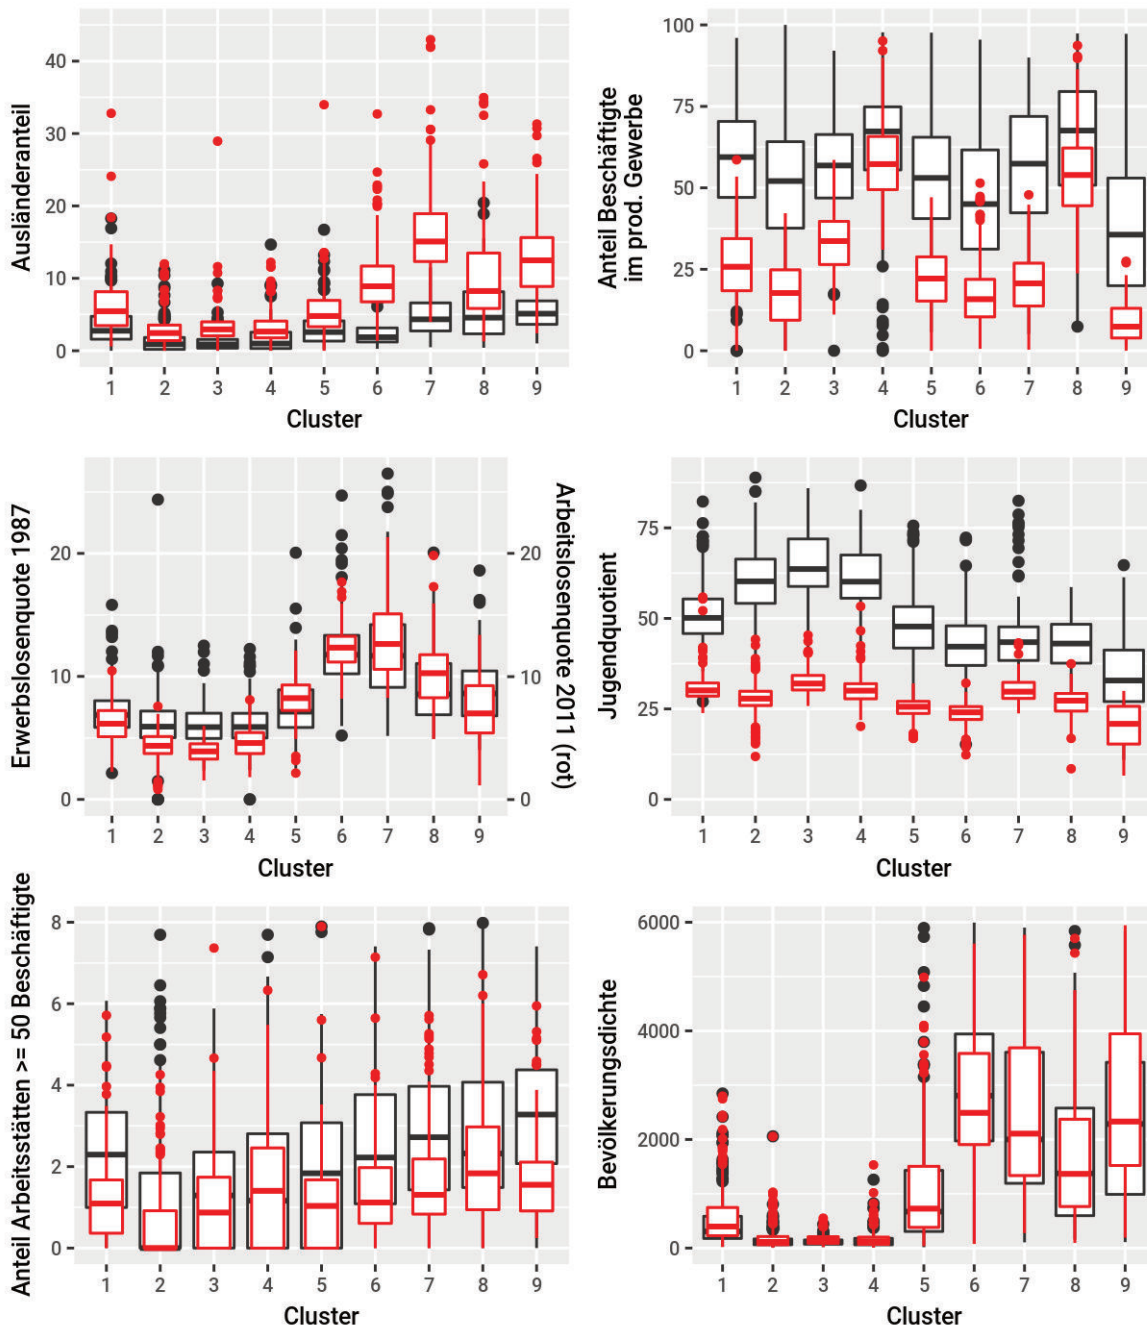 Ausländeranteil
40
30
20
10
0
1 2 3 4 5 6 7 8 9
Cluster
Anteil Beschäftigte
im prod. Gewerbe
100
75
50
25
0
1 2 3 4 5 6 7 8 9
Cluster
Erwerbslosenquote 1987
20
10
0
Arbeitslosenquote 2011 (rot)
20
10
0
1 2 3 4 5 6 7 8 9
Cluster
Jugendquotient
75
50
25
0
1 2 3 4 5 6 7 8 9
Cluster
Anteil Arbeitsstätten >= 50 Beschäftigte
8
6
4
2
0
1 2 3 4 5 6 7 8 9
Cluster
Bevölkerungsdichte
6000
4000
2000
0
1 2 3 4 5 6 7 8 9
Cluster